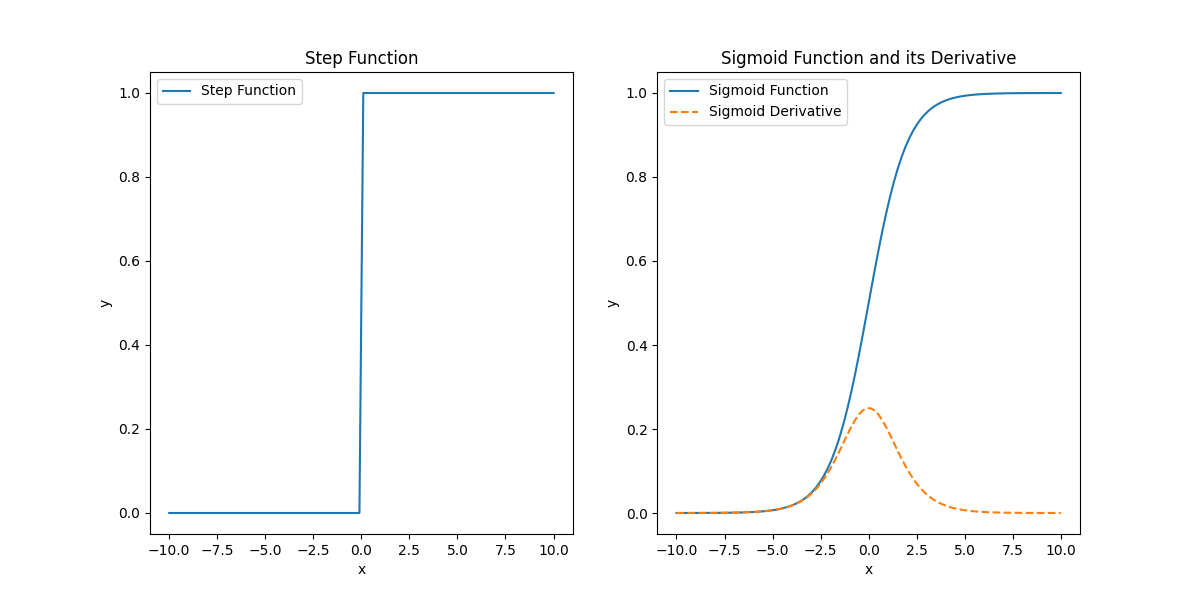 Step Function
Step Function
1.0
0.8
0.6
0.4
0.2
0.0
y
−10.0 −7.5 −5.0 −2.5 0.0 2.5 5.0 7.5 10.0
x
Sigmoid Function and its Derivative
Sigmoid Function
Sigmoid Derivative
1.0
0.8
0.6
0.4
0.2
0.0
y
−10.0 −7.5 −5.0 −2.5 0.0 2.5 5.0 7.5 10.0
x